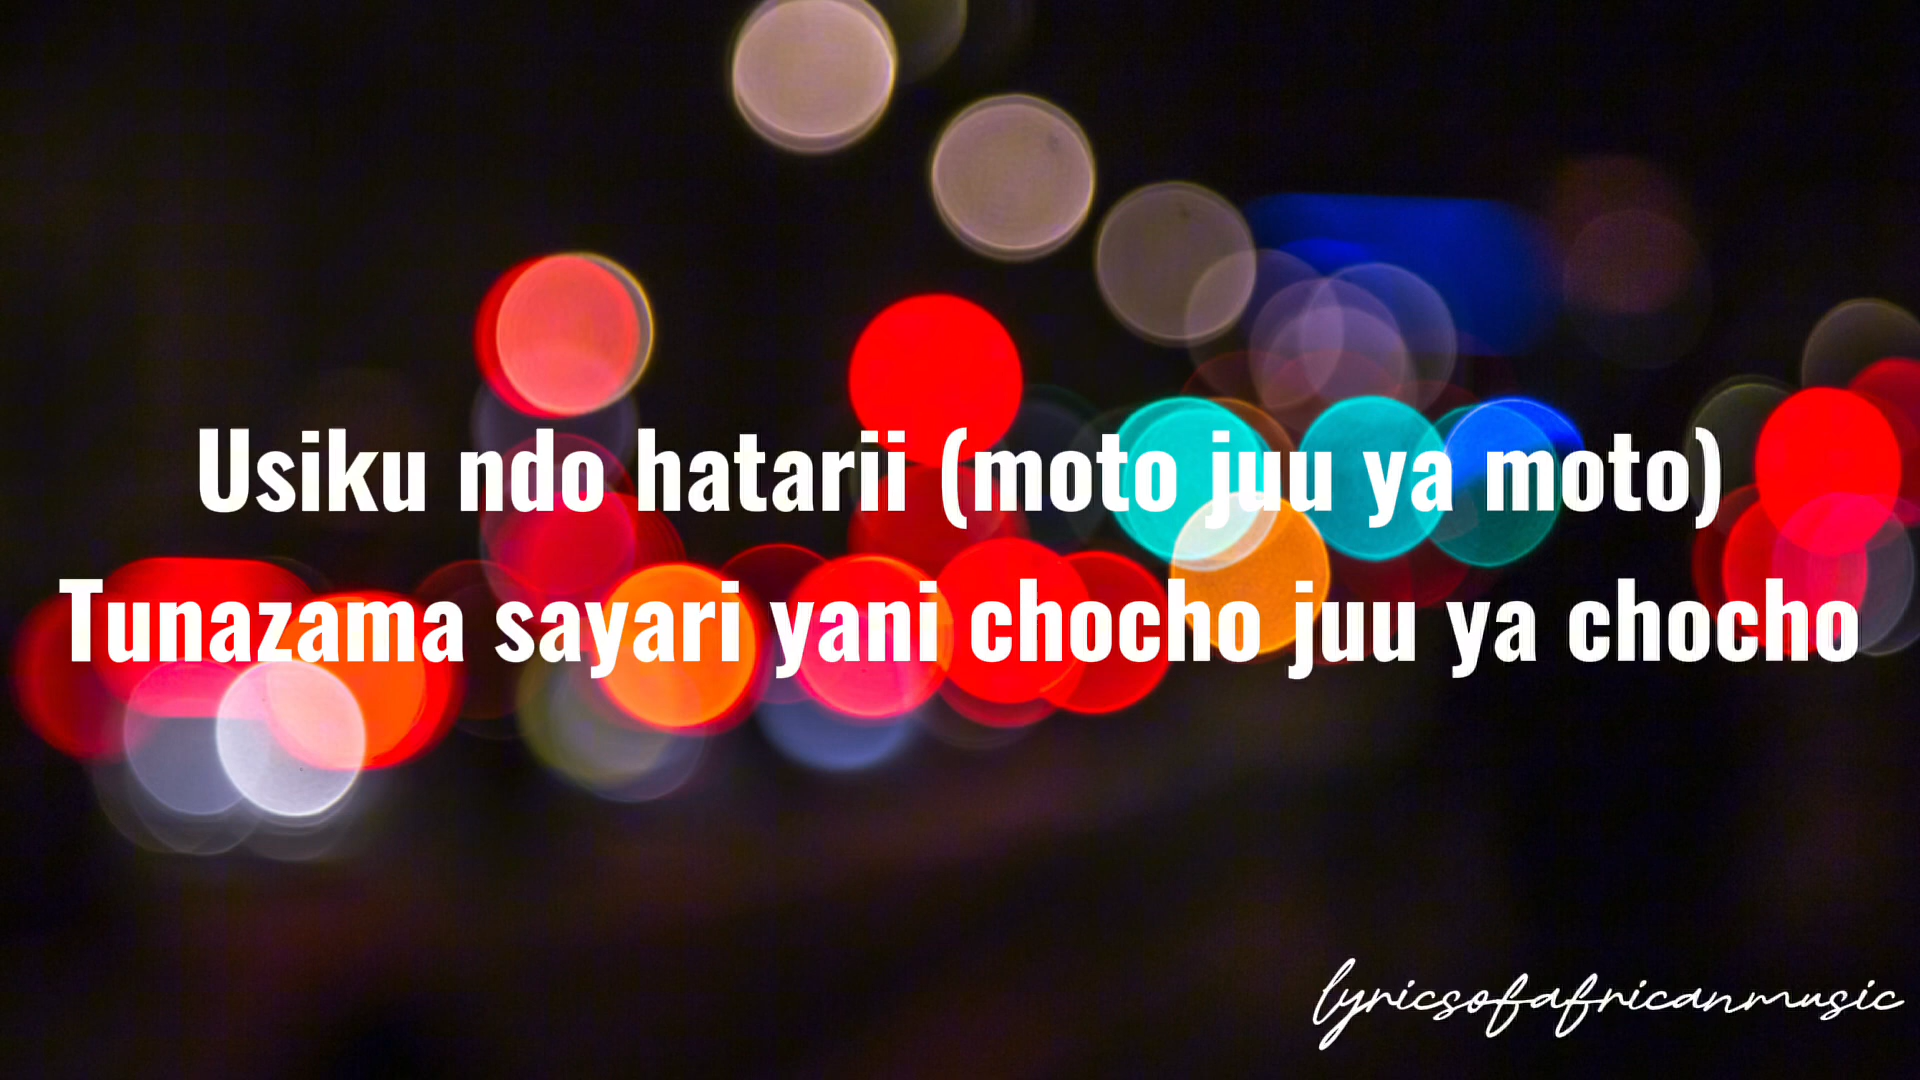 Usiku ndo hatarii (moto juu ya moto)
Tunazama sayari yani chocho juu ya chocho
lyricsofafricanmusic